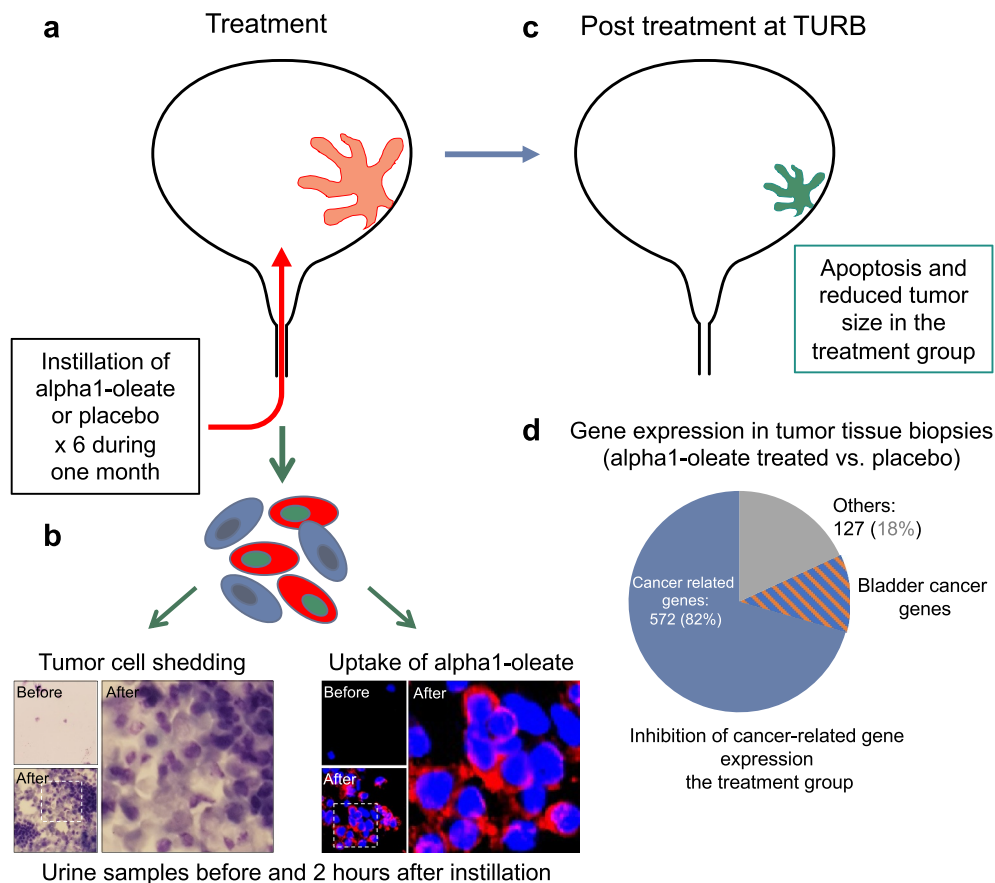 a
Treatment
Instillation of
alpha1-oleate
or placebo
x 6 during
one month
b
Tumor cell shedding
Before
After
After
Uptake of alpha1-oleate
Before
After
After
Urine samples before and 2 hours after instillation
c
Post treatment at TURB
Apoptosis and
reduced tumor
size in the
treatment group
d
Gene expression in tumor tissue biopsies
(alpha1-oleate treated vs. placebo)
Others:
127 (18%)
Cancer related
genes:
572 (82%)
Bladder cancer
genes
Inhibition of cancer-related gene
expression
the treatment group